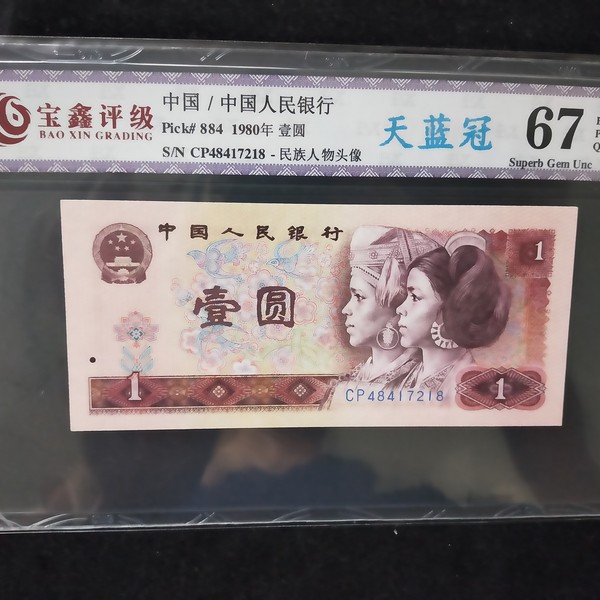 宝鑫评级
BAO XIN GRADING
中国 / 中国人民银行
Pick# 884 1980年 壹圆
S/N CP48417218 - 民族人物头像
天蓝冠
67
Superb Gem Unc
中国人民银行
1
壹圆
1
CP48417218
1